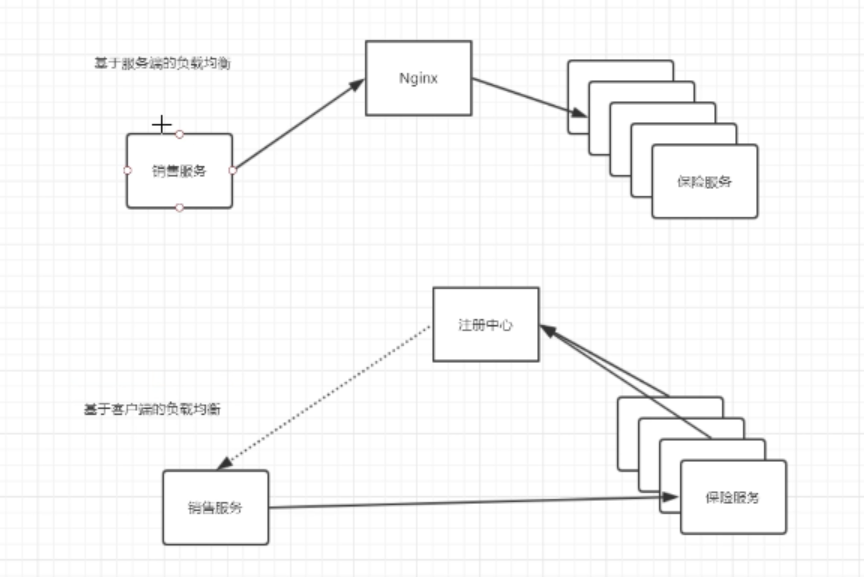 基于服务端的负载均衡
Nginx
销售服务
保险服务
注册中心
基于客户端的负载均衡
销售服务
保险服务